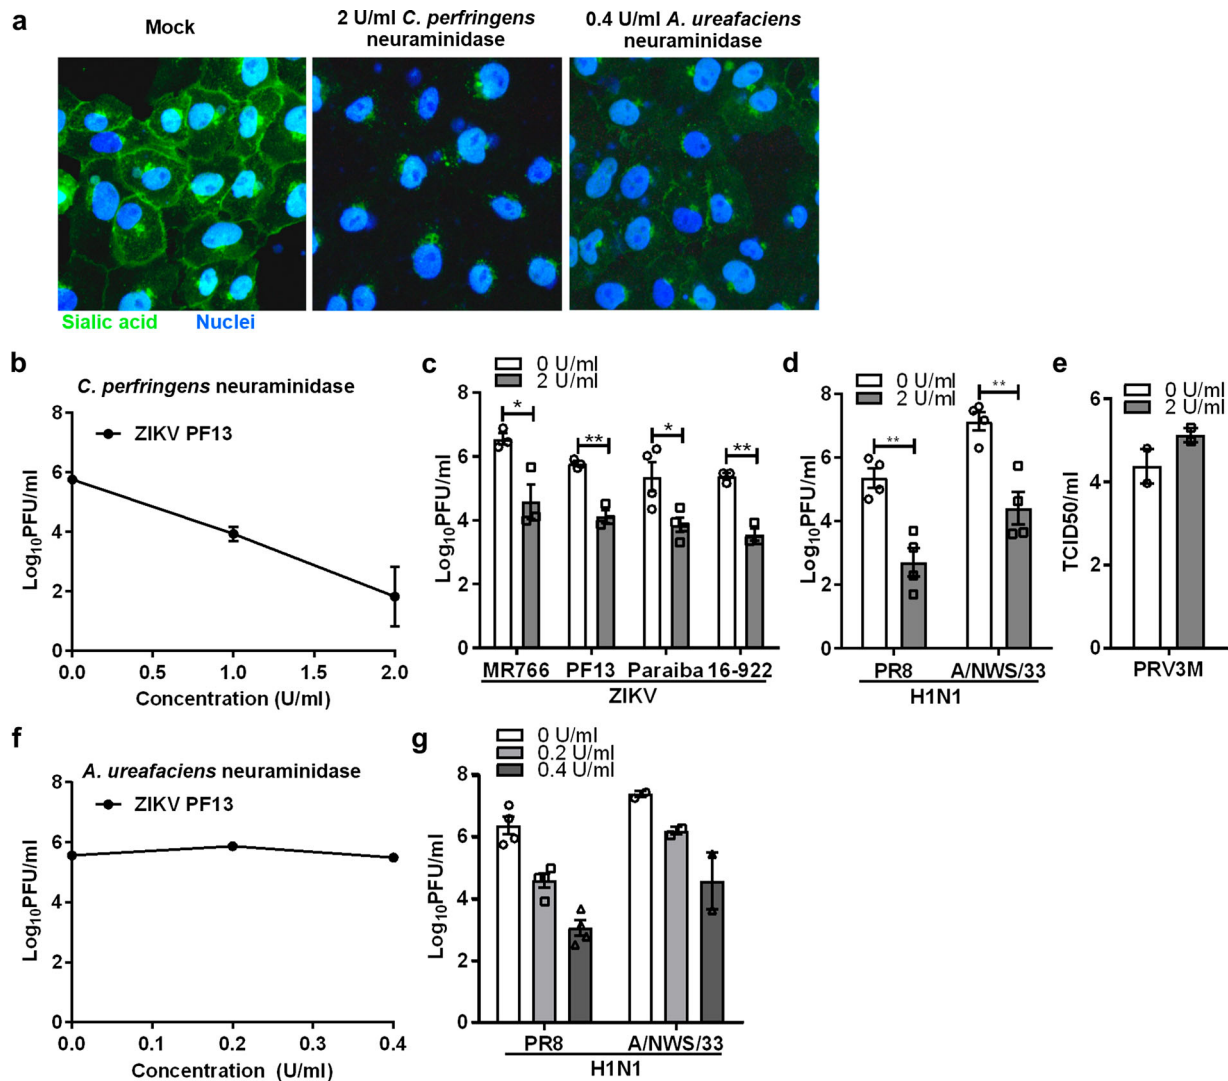 a
Mock
2 U/ml C. perfringens
neuraminidase
0.4 U/ml A. ureafaciens
neuraminidase
Sialic acid Nuclei
b
C. perfringens neuraminidase
ZIKV PF13
Log10PFU/ml
8
6
4
2
0
0.0 0.5 1.0 1.5 2.0
Concentration (U/ml)
c
0 U/ml
2 U/ml
Log10PFU/ml
8
6
4
2
0
* ** * **
MR766 PF13 Paraiba 16-922
ZIKV
d
0 U/ml
2 U/ml
Log10PFU/ml
8
6
4
2
0
** **
PR8 A/NWS/33
H1N1
e
0 U/ml
2 U/ml
TCID50/ml
6
4
2
0
PRV3M
f
A. ureafaciens neuraminidase
ZIKV PF13
Log10PFU/ml
8
6
4
2
0
0.0 0.1 0.2 0.3 0.4
Concentration (U/ml)
g
0 U/ml
0.2 U/ml
0.4 U/ml
Log10PFU/ml
8
6
4
2
0
PR8 A/NWS/33
H1N1